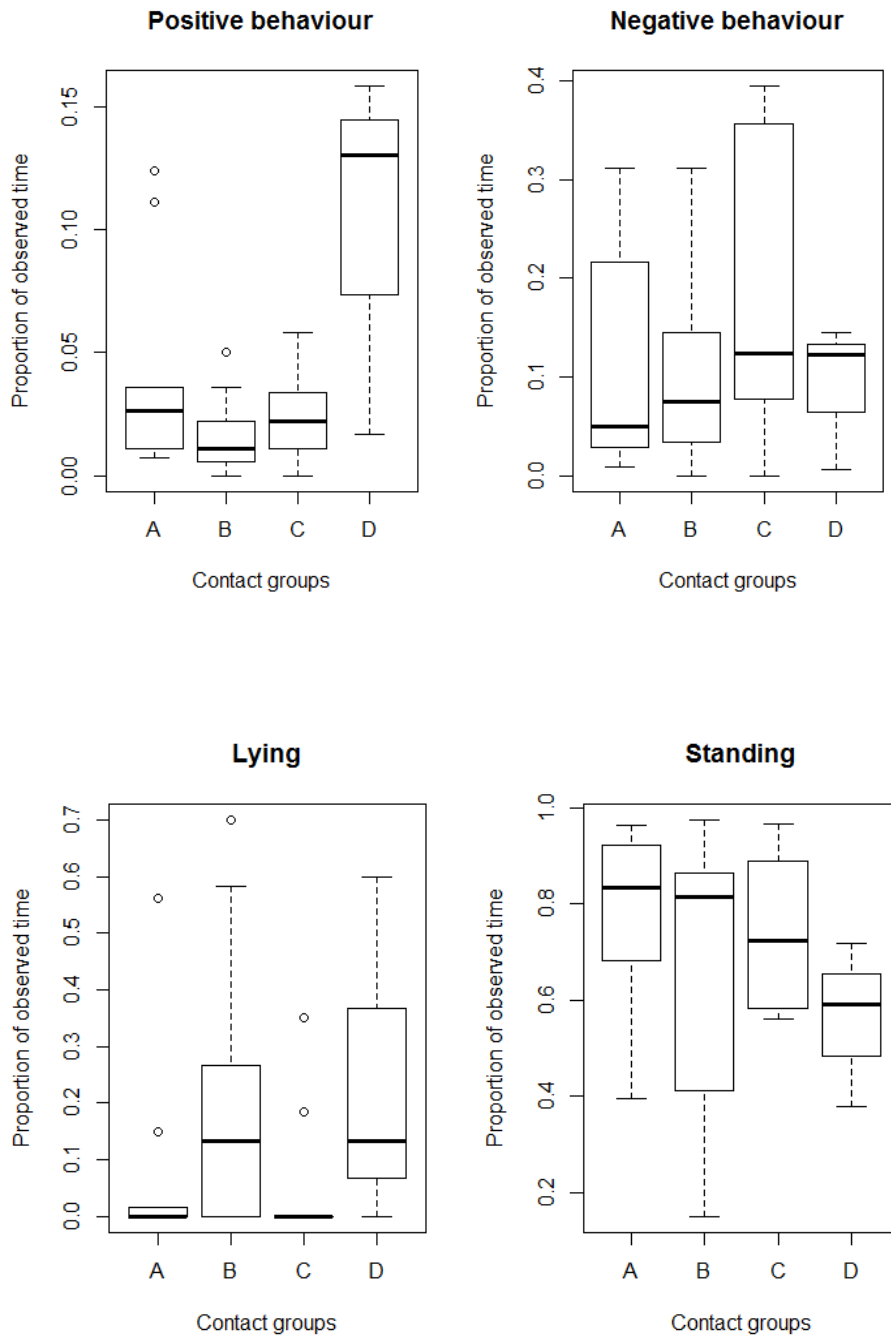 Positive behaviour
Proportion of observed time
0.15
0.10
0.05
0.00
A B C D
Contact groups
Negative behaviour
Proportion of observed time
0.4
0.3
0.2
0.1
0.0
A B C D
Contact groups
Lying
Proportion of observed time
0.7
0.6
0.5
0.4
0.3
0.2
0.1
0.0
A B C D
Contact groups
Standing
Proportion of observed time
1.0
0.8
0.6
0.4
0.2
A B C D
Contact groups